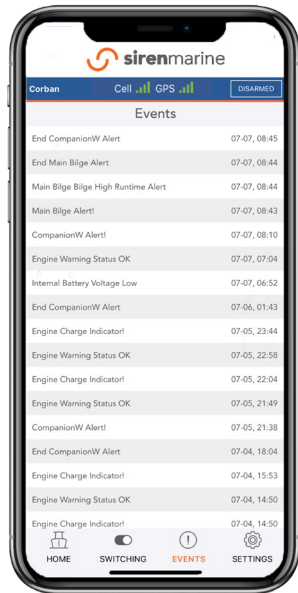 sirenmarine
Corban Cell GPS DISARMED
Events
End CompanionW Alert 07-07, 08:45
End Main Bilge Alert 07-07, 08:44
Main Bilge Bilge High Runtime Alert 07-07, 08:44
Main Bilge Alert! 07-07, 08:43
CompanionW Alert! 07-07, 08:10
Engine Warning Status OK 07-07, 07:04
Internal Battery Voltage Low 07-07, 06:52
End CompanionW Alert 07-06, 01:43
Engine Charge Indicator! 07-05, 23:44
Engine Warning Status OK 07-05, 22:58
Engine Charge Indicator! 07-05, 22:04
Engine Warning Status OK 07-05, 21:49
CompanionW Alert! 07-05, 21:38
End CompanionW Alert 07-04, 18:04
Engine Charge Indicator! 07-04, 15:53
Engine Warning Status OK 07-04, 14:50
Engine Charge Indicator! 07-04, 14:50
HOME SWITCHING EVENTS SETTINGS